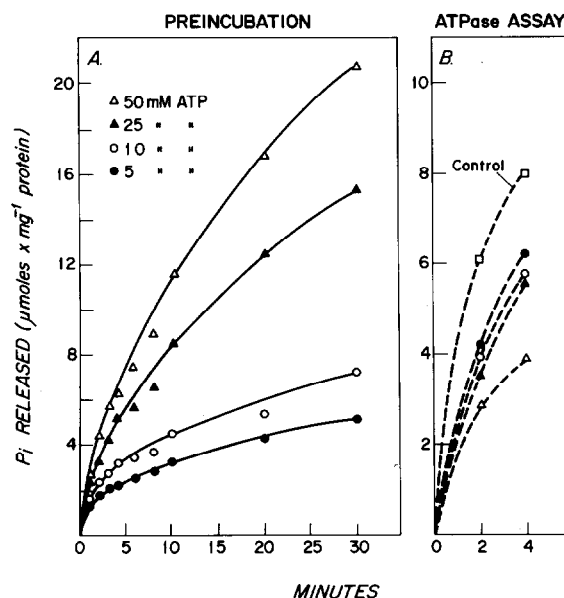 PREINCUBATION
ATPase ASSAY
A.
△ 50 mM ATP
▲ 25 " "
○ 10 " "
● 5 " "
B.
Control
Pi RELEASED (μmoles x mg⁻¹ protein)
20
16
12
8
4
0 5 10 15 20 25 30
10
8
6
4
2
0 2 4
MINUTES